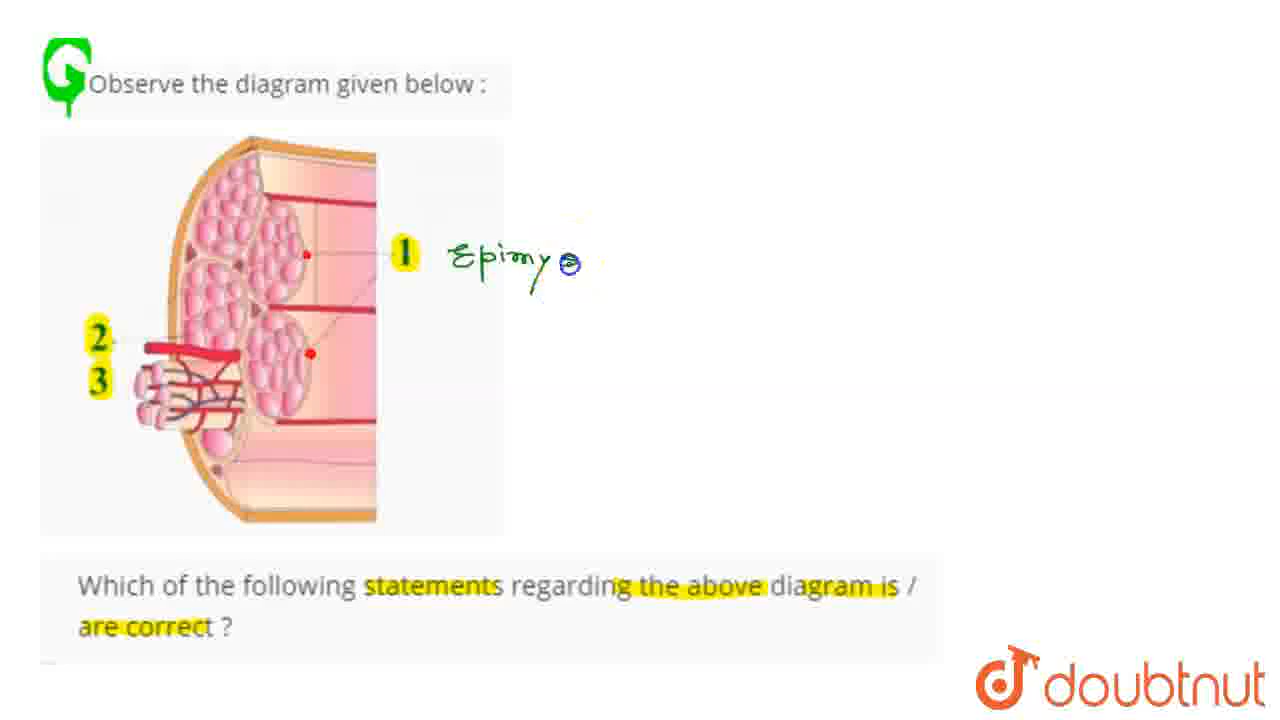 Observe the diagram given below :
1 Epimy
2
3
Which of the following statements regarding the above diagram is /
are correct ?
doubtnut